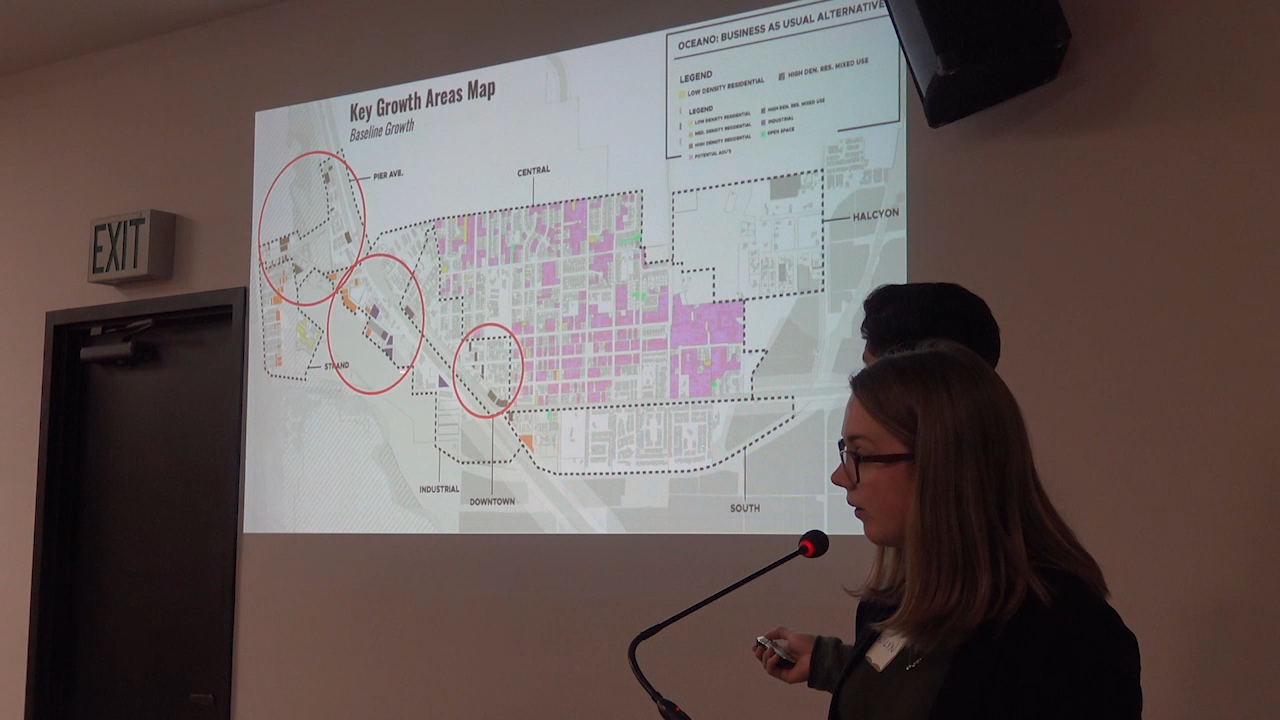 OCEANO: BUSINESS AS USUAL ALTERNATIVE
LEGEND
LOW DENSITY RESIDENTIAL
HIGH DEN. RES. MIXED USE
LEGEND
LOW DENSITY RESIDENTIAL
HIGH DEN. RES. MIXED USE
MED. DENSITY RESIDENTIAL
INDUSTRIAL
HIGH DENSITY RESIDENTIAL
OPEN SPACE
POTENTIAL ADU'S
Key Growth Areas Map
Baseline Growth
PIER AVE.
CENTRAL
HALCYON
EXIT
STRAND
INDUSTRIAL
DOWNTOWN
SOUTH